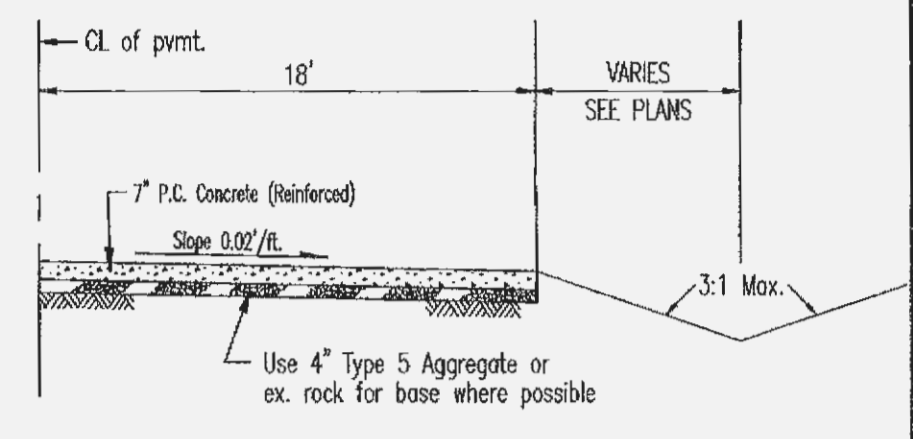 CL of pvmt.
18'
VARIES
SEE PLANS
7" P.C. Concrete (Reinforced)
Slope 0.02'/ft.
3:1 Max.
Use 4" Type 5 Aggregate or
ex. rock for base where possible